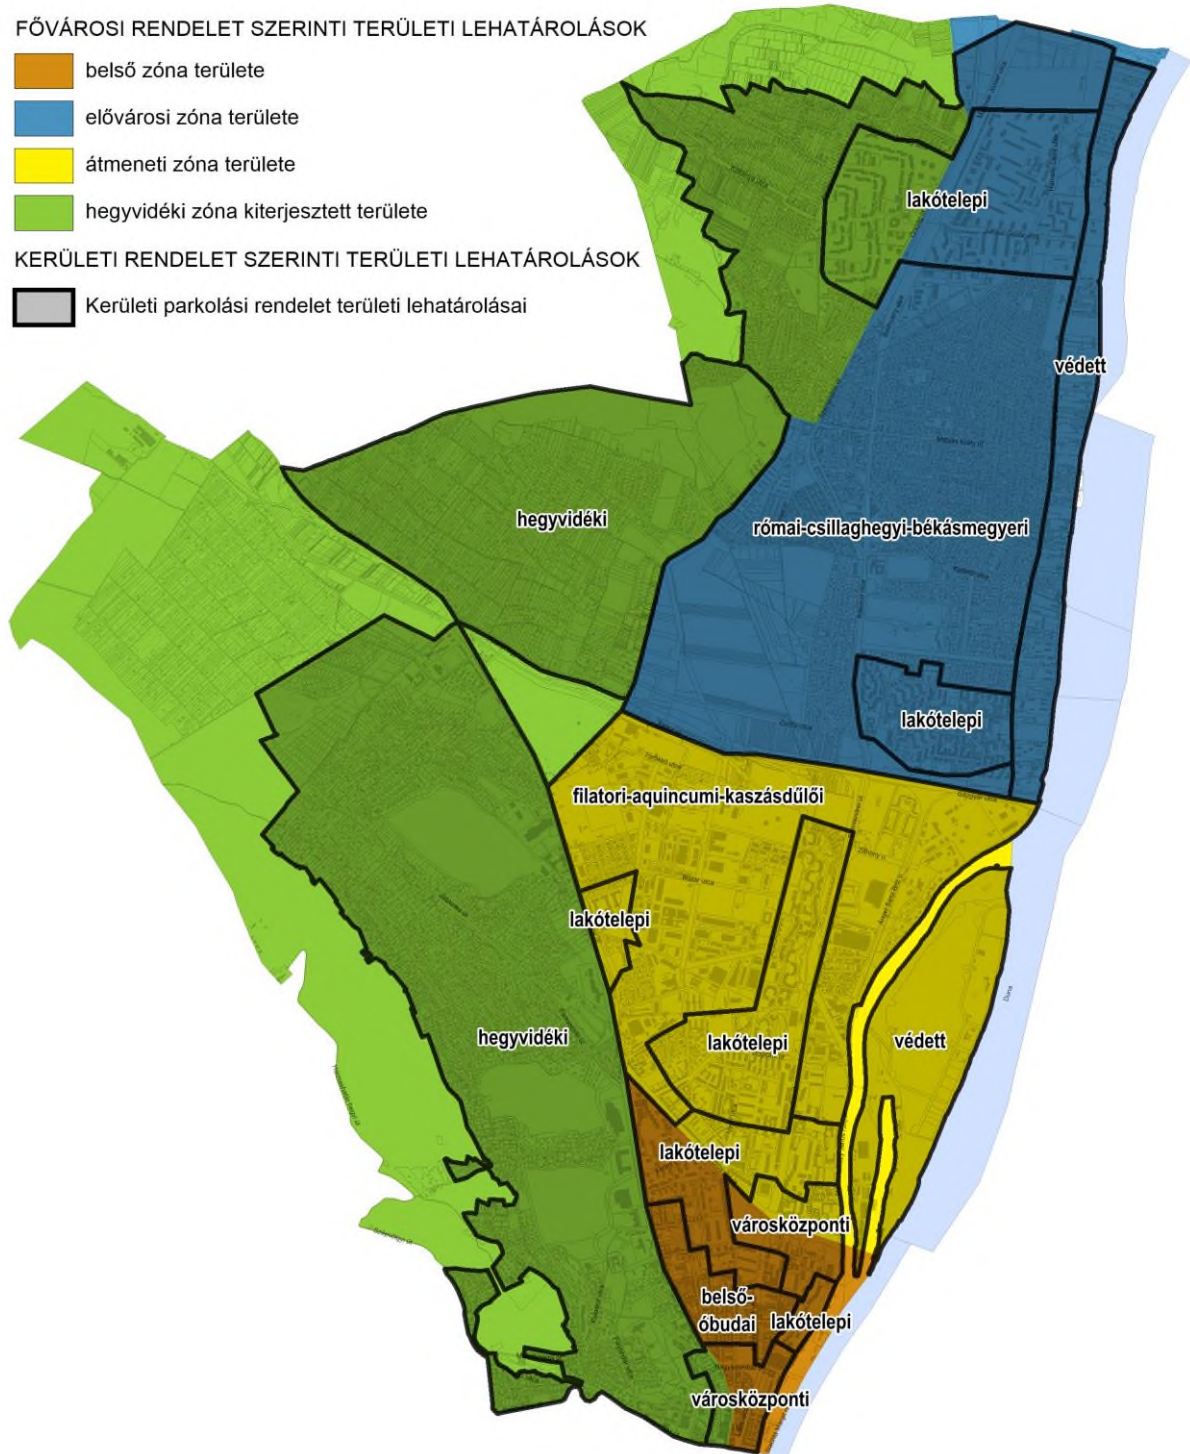 FŐVÁROSI RENDELET SZERINTI TERÜLETI LEHATÁROLÁSOK
belső zóna területe
elővárosi zóna területe
átmeneti zóna területe
hegyvidéki zóna kiterjesztett területe
KERÜLETI RENDELET SZERINTI TERÜLETI LEHATÁROLÁSOK
Kerületi parkolási rendelet területi lehatárolásai
lakótelepi
védett
hegyvidéki
római-csillaghegyi-békásmegyeri
lakótelepi
filatori-aquincumi-kaszásdűlői
lakótelepi
Duna
hegyvidéki
lakótelepi
védett
lakótelepi
városközponti
belső-
óbudai
lakótelepi
városközponti